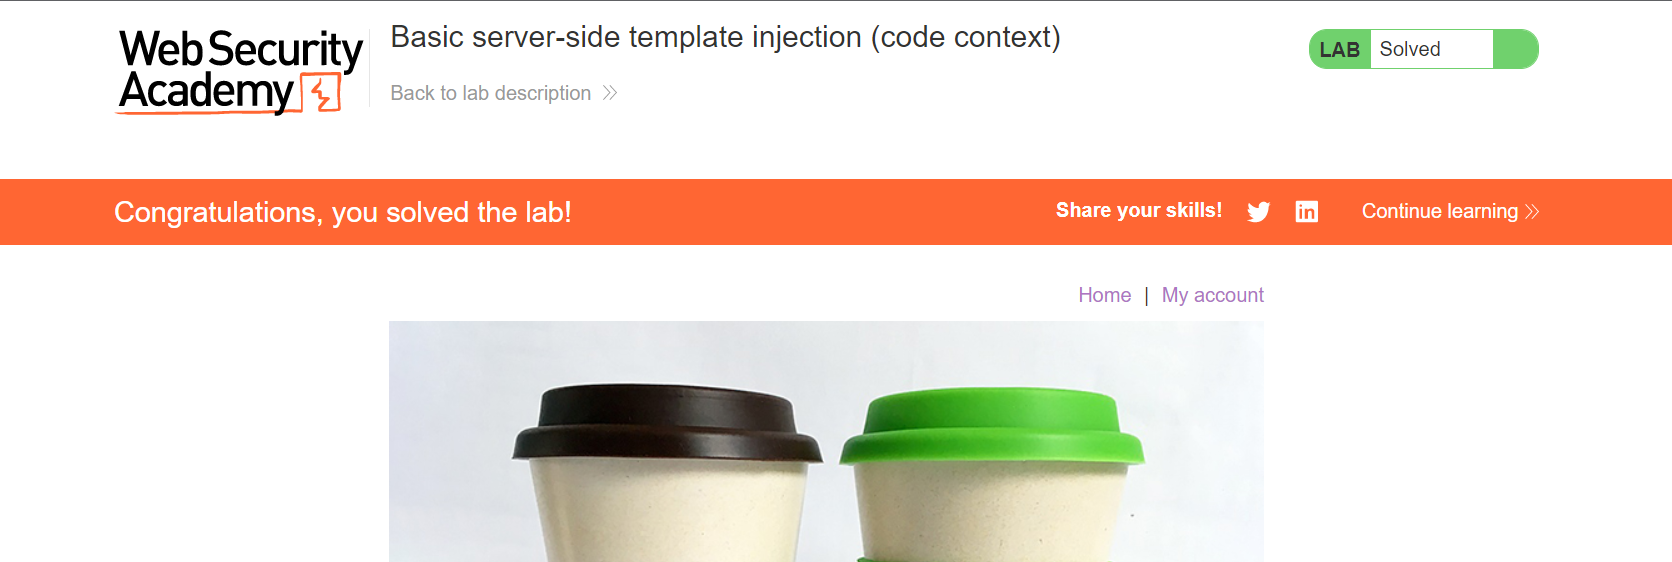 Web Security
Academy
Basic server-side template injection (code context)
Back to lab description
LAB Solved
Congratulations, you solved the lab!
Share your skills!
Continue learning
Home | My account